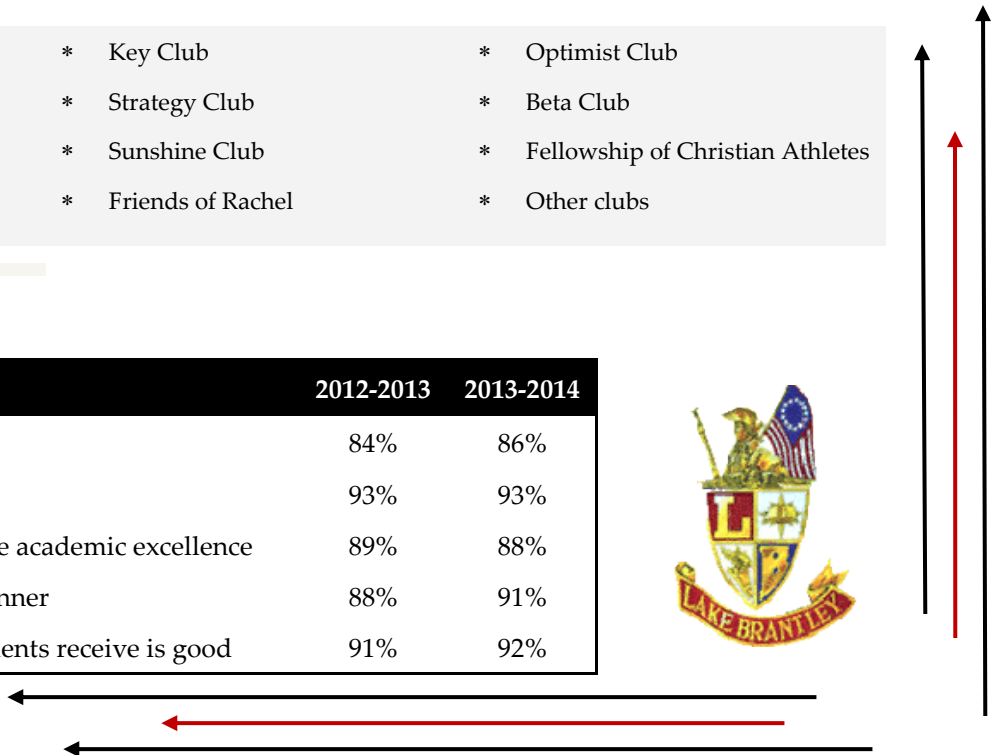 * Key Club * Optimist Club
* Strategy Club * Beta Club
* Sunshine Club * Fellowship of Christian Athletes
* Friends of Rachel * Other clubs
2012-2013 2013-2014
84% 86%
93% 93%
e academic excellence 89% 88%
nner 88% 91%
ents receive is good 91% 92%
L
LAKE BRANTLEY